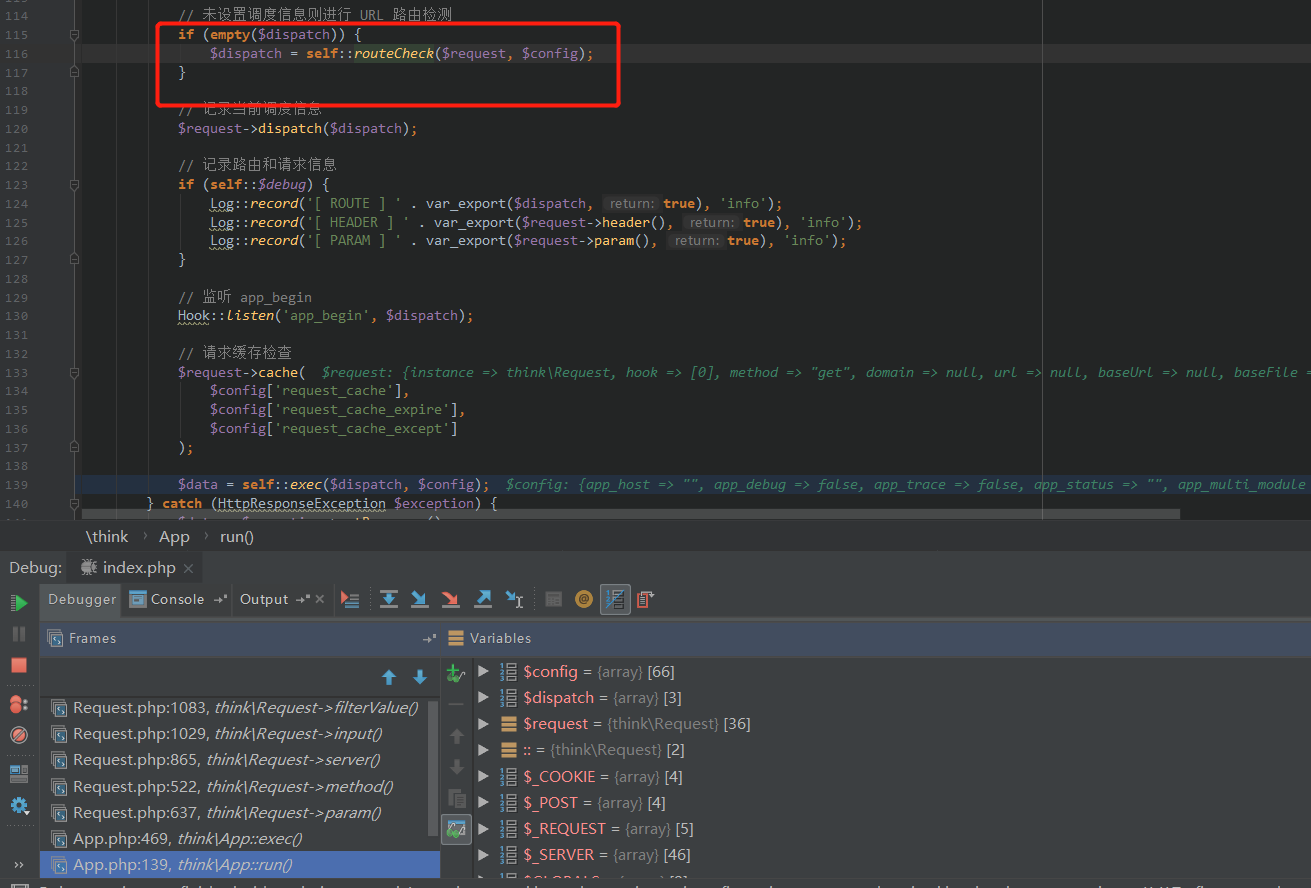 114 // 未设置调度信息则进行 URL 路由检测
115 if (empty($dispatch)) {
116 $dispatch = self::routeCheck($request, $config);
117 }
118
119 // 记录当前调度信息
120 $request->dispatch($dispatch);
121
122 // 记录路由和请求信息
123 if (self::$debug) {
124 Log::record('[ ROUTE ] ' . var_export($dispatch, return: true), 'info');
125 Log::record('[ HEADER ] ' . var_export($request->header(), return: true), 'info');
126 Log::record('[ PARAM ] ' . var_export($request->param(), return: true), 'info');
127 }
128
129 // 监听 app_begin
130 Hook::listen('app_begin', $dispatch);
131
132 // 请求缓存检查
133 $request->cache( $request: {instance => think\Request, hook => [0], method => "get", domain => null, url => null, baseUrl => null, baseFile =
134 $config['request_cache'],
135 $config['request_cache_expire'],
136 $config['request_cache_except']
137 );
138
139 $data = self::exec($dispatch, $config); $config: {app_host => "", app_debug => false, app_trace => false, app_status => "", app_multi_module
140 } catch (HttpResponseException $exception) {
\think › App › run()
Debug: index.php ×
Debugger Console Output
Frames
Variables
Request.php:1083, think\Request->filterValue()
Request.php:1029, think\Request->input()
Request.php:865, think\Request->server()
Request.php:522, think\Request->method()
Request.php:637, think\Request->param()
App.php:469, think\App::exec()
App.php:139, think\App::run()
$config = {array} [66]
$dispatch = {array} [3]
$request = {think\Request} [36]
:: = {think\Request} [2]
$_COOKIE = {array} [4]
$_POST = {array} [4]
$_REQUEST = {array} [5]
$_SERVER = {array} [46]